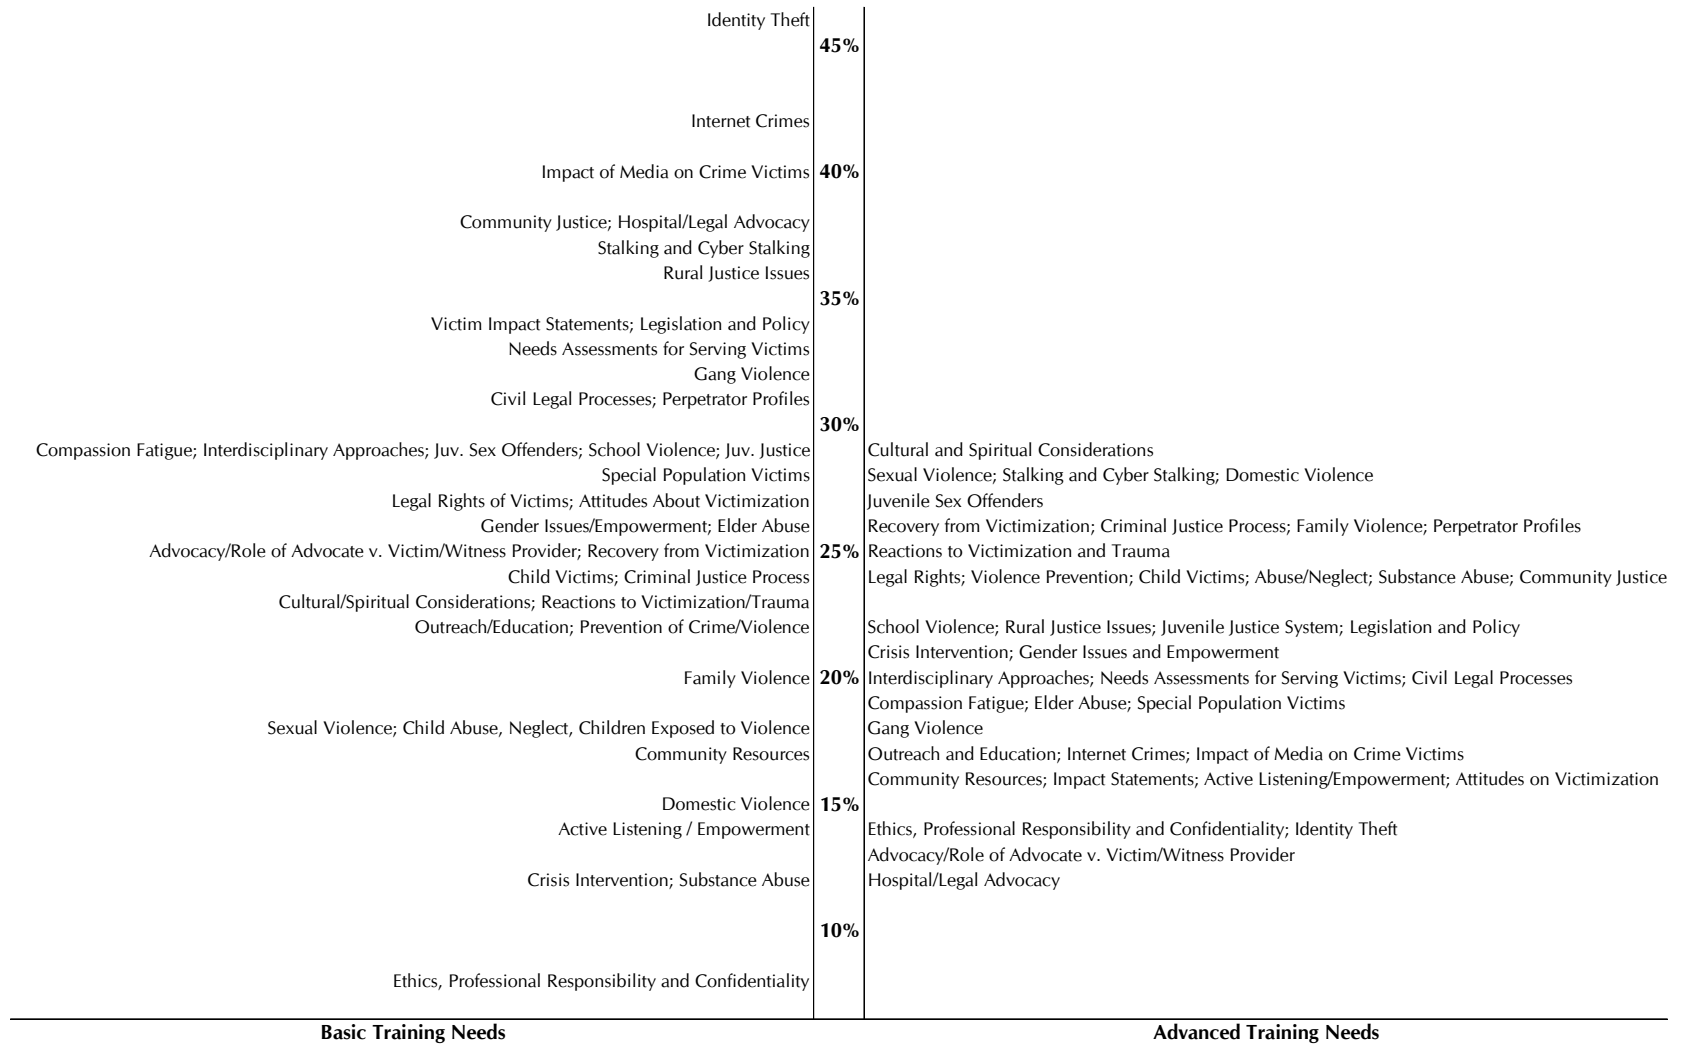 Identity Theft
45%
Internet Crimes
Impact of Media on Crime Victims 40%
Community Justice; Hospital/Legal Advocacy
Stalking and Cyber Stalking
Rural Justice Issues
35%
Victim Impact Statements; Legislation and Policy
Needs Assessments for Serving Victims
Gang Violence
Civil Legal Processes; Perpetrator Profiles
30%
Compassion Fatigue; Interdisciplinary Approaches; Juv. Sex Offenders; School Violence; Juv. Justice Cultural and Spiritual Considerations
Special Population Victims Sexual Violence; Stalking and Cyber Stalking; Domestic Violence
Legal Rights of Victims; Attitudes About Victimization Juvenile Sex Offenders
Gender Issues/Empowerment; Elder Abuse Recovery from Victimization; Criminal Justice Process; Family Violence; Perpetrator Profiles
Advocacy/Role of Advocate v. Victim/Witness Provider; Recovery from Victimization 25% Reactions to Victimization and Trauma
Child Victims; Criminal Justice Process Legal Rights; Violence Prevention; Child Victims; Abuse/Neglect; Substance Abuse; Community Justice
Cultural/Spiritual Considerations; Reactions to Victimization/Trauma
Outreach/Education; Prevention of Crime/Violence School Violence; Rural Justice Issues; Juvenile Justice System; Legislation and Policy
Crisis Intervention; Gender Issues and Empowerment
Family Violence 20% Interdisciplinary Approaches; Needs Assessments for Serving Victims; Civil Legal Processes
Compassion Fatigue; Elder Abuse; Special Population Victims
Sexual Violence; Child Abuse, Neglect, Children Exposed to Violence Gang Violence
Community Resources Outreach and Education; Internet Crimes; Impact of Media on Crime Victims
Community Resources; Impact Statements; Active Listening/Empowerment; Attitudes on Victimization
Domestic Violence 15%
Active Listening / Empowerment Ethics, Professional Responsibility and Confidentiality; Identity Theft
Advocacy/Role of Advocate v. Victim/Witness Provider
Crisis Intervention; Substance Abuse Hospital/Legal Advocacy
10%
Ethics, Professional Responsibility and Confidentiality
Basic Training Needs Advanced Training Needs